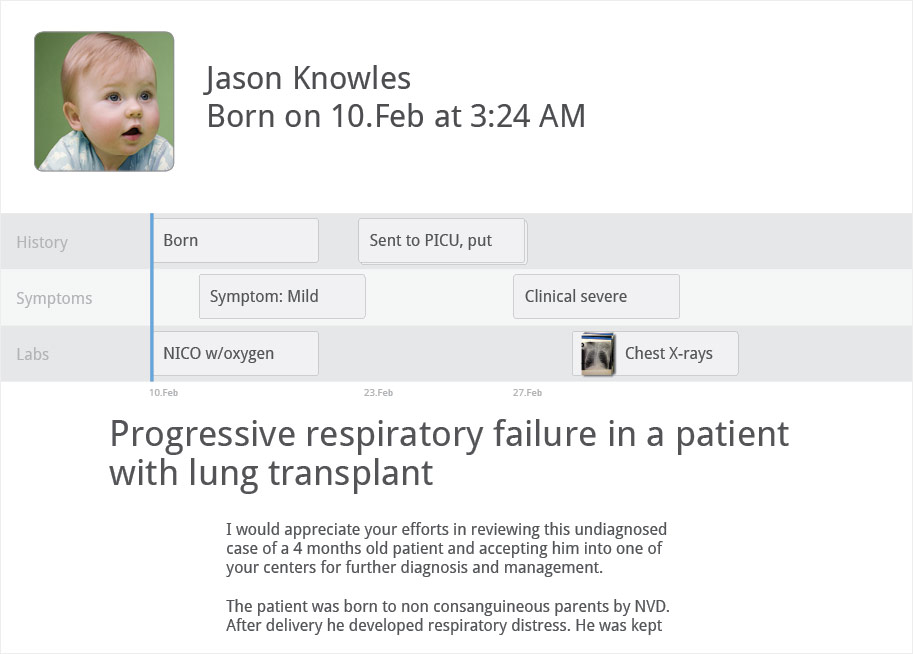 Jason Knowles
Born on 10.Feb at 3:24 AM
History
Born
Sent to PICU, put
Symptoms
Symptom: Mild
Clinical severe
Labs
NICO w/oxygen
Chest X-rays
10.Feb
23.Feb
27.Feb
Progressive respiratory failure in a patient
with lung transplant
I would appreciate your efforts in reviewing this undiagnosed
case of a 4 months old patient and accepting him into one of
your centers for further diagnosis and management.
The patient was born to non consanguineous parents by NVD.
After delivery he developed respiratory distress. He was kept